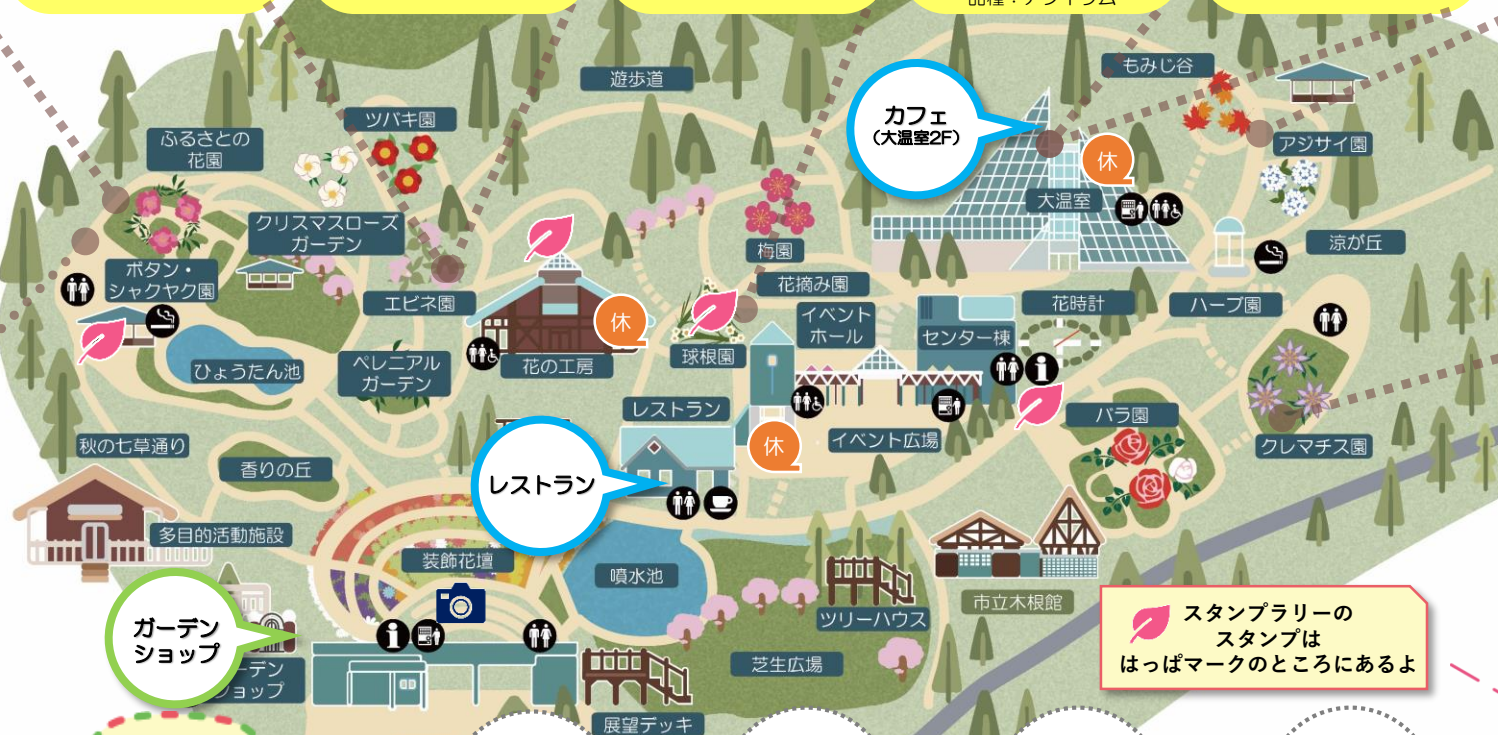 遊歩道
もみじ谷
カフェ
(大温室2F)
ツバキ園
ふるさとの
花園
アジサイ園
休
大温室
クリスマスローズ
ガーデン
梅園
涼が丘
ボタン・
シャクヤク園
エビネ園
花摘み園
花時計
ハーブ園
イベント
ホール
センター棟
休
球根園
花の工房
ひょうたん池
ペレニアル
ガーデン
レストラン
バラ園
イベント広場
休
クレマチス園
秋の七草通り
香りの丘
レストラン
多目的活動施設
装飾花壇
噴水池
市立木根館
ツリーハウス
スタンプラリーの
スタンプは
はっぱマークのところにあるよ
ガーデン
ショップ
芝生広場
展望デッキ